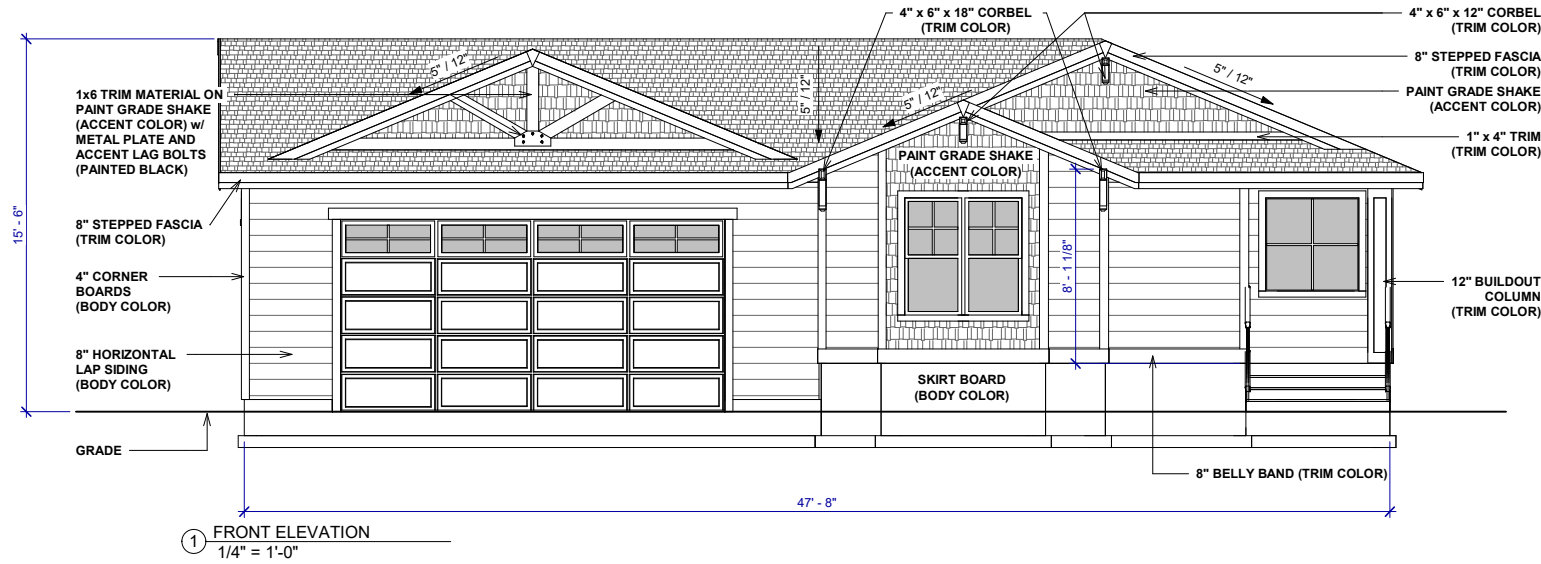 4" x 6" x 18" CORBEL
(TRIM COLOR)
4" x 6" x 12" CORBEL
(TRIM COLOR)
8" STEPPED FASCIA
(TRIM COLOR)
PAINT GRADE SHAKE
(ACCENT COLOR)
1" x 4" TRIM
(TRIM COLOR)
5" / 12"
5" / 12"
5" / 12"
5" / 12"
1x6 TRIM MATERIAL ON
PAINT GRADE SHAKE
(ACCENT COLOR) w/
METAL PLATE AND
ACCENT LAG BOLTS
(PAINTED BLACK)
PAINT GRADE SHAKE
(ACCENT COLOR)
15' - 6"
8" STEPPED FASCIA
(TRIM COLOR)
4" CORNER
BOARDS
(BODY COLOR)
8' - 1 1/8"
12" BUILDOUT
COLUMN
(TRIM COLOR)
8" HORIZONTAL
LAP SIDING
(BODY COLOR)
SKIRT BOARD
(BODY COLOR)
GRADE
8" BELLY BAND (TRIM COLOR)
47' - 8"
1 FRONT ELEVATION
1/4" = 1'-0"